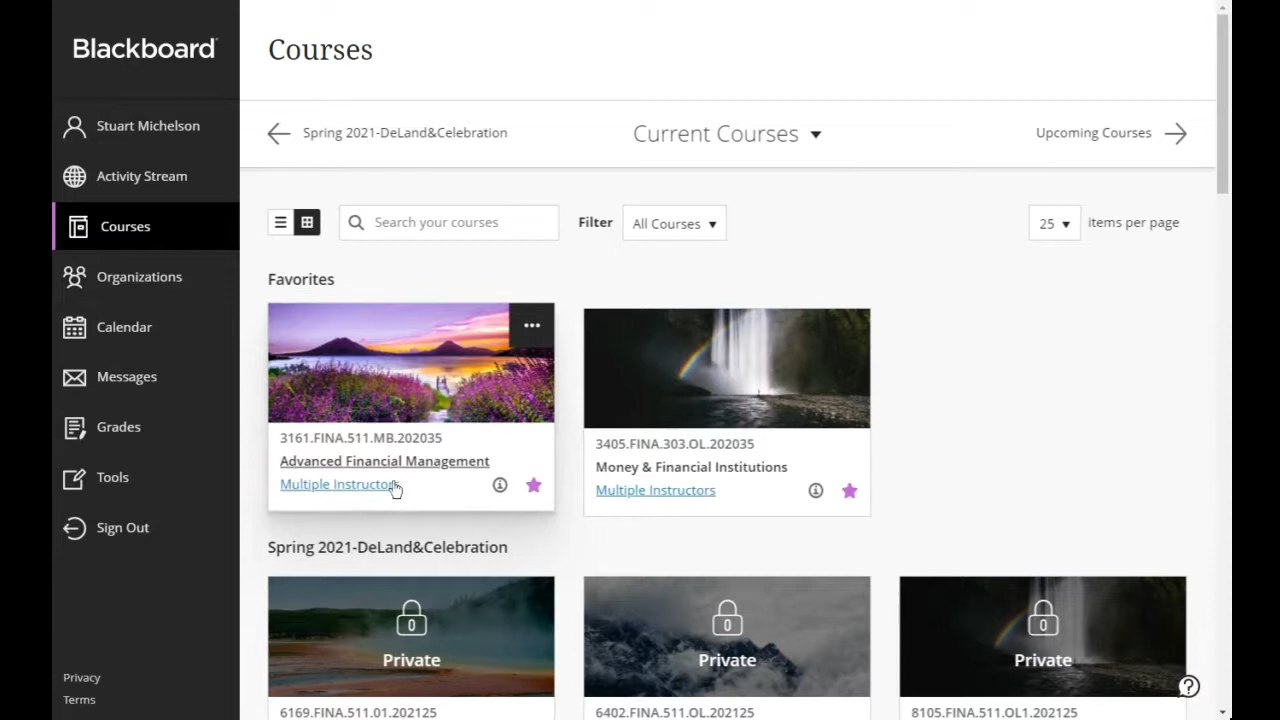 Blackboard
Stuart Michelson
Activity Stream
Courses
Organizations
Calendar
Messages
Grades
Tools
Sign Out
Privacy
Terms
Courses
Spring 2021-DeLand&Celebration
Current Courses
Upcoming Courses
Search your courses
Filter
All Courses
25
items per page
Favorites
3161.FINA.511.MB.202035
Advanced Financial Management
Multiple Instructors
3405.FINA.303.OL.202035
Money & Financial Institutions
Multiple Instructors
Spring 2021-DeLand&Celebration
Private
Private
Private
6169.FINA.511.01.202125
6402.FINA.511.OL.202125
8105.FINA.511.OL1.202125